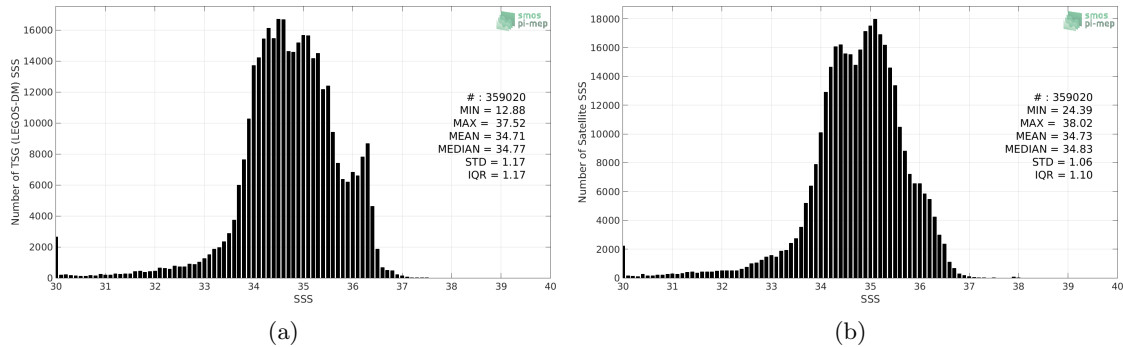 smos
pi-mep
16000
14000
12000
10000
8000
6000
4000
2000
0
Number of TSG (LEGOS-DM) SSS
# : 359020
MIN = 12.88
MAX = 37.52
MEAN = 34.71
MEDIAN = 34.77
STD = 1.17
IQR = 1.17
30 31 32 33 34 35 36 37 38 39 40
SSS
(a)
smos
pi-mep
18000
16000
14000
12000
10000
8000
6000
4000
2000
0
Number of Satellite SSS
# : 359020
MIN = 24.39
MAX = 38.02
MEAN = 34.73
MEDIAN = 34.83
STD = 1.06
IQR = 1.10
30 31 32 33 34 35 36 37 38 39 40
SSS
(b)